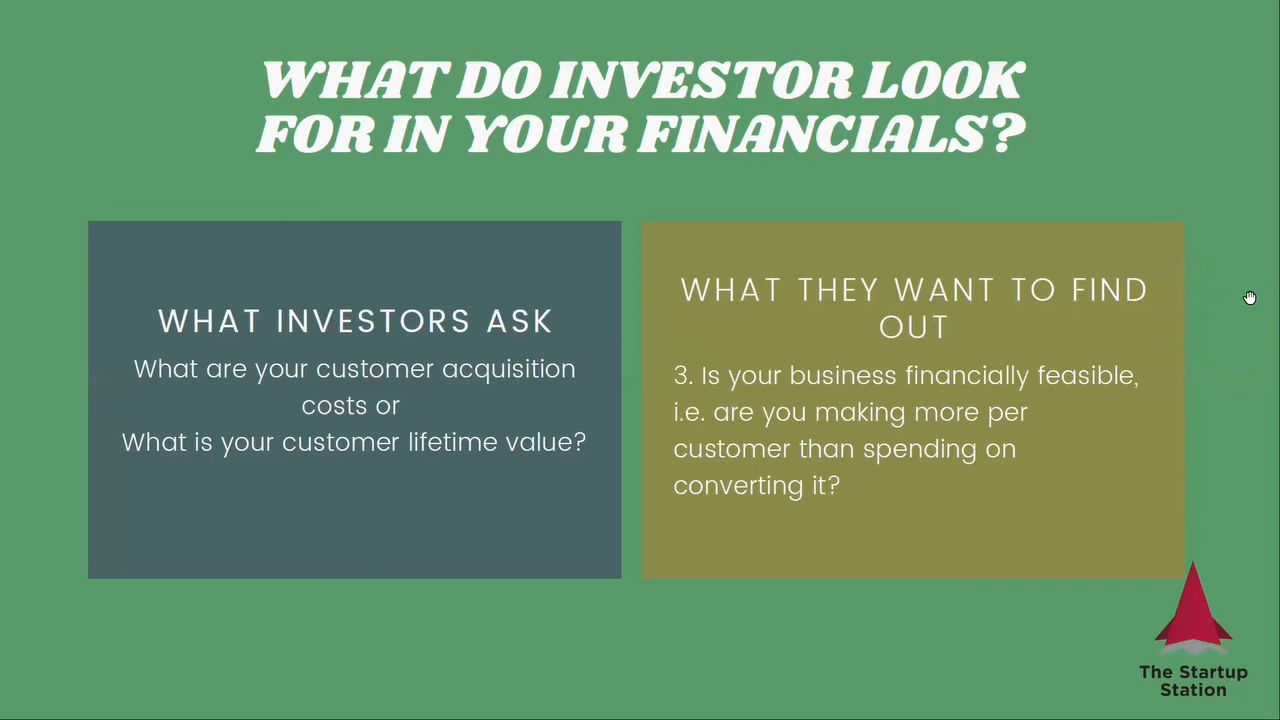 WHAT DO INVESTOR LOOK
FOR IN YOUR FINANCIALS?
WHAT INVESTORS ASK
What are your customer acquisition
costs or
What is your customer lifetime value?
WHAT THEY WANT TO FIND
OUT
3. Is your business financially feasible,
i.e. are you making more per
customer than spending on
converting it?
The Startup
Station